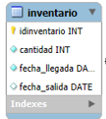 inventario
idinventario INT
cantidad INT
fecha_llegada DA...
fecha_salida DATE
Indexes